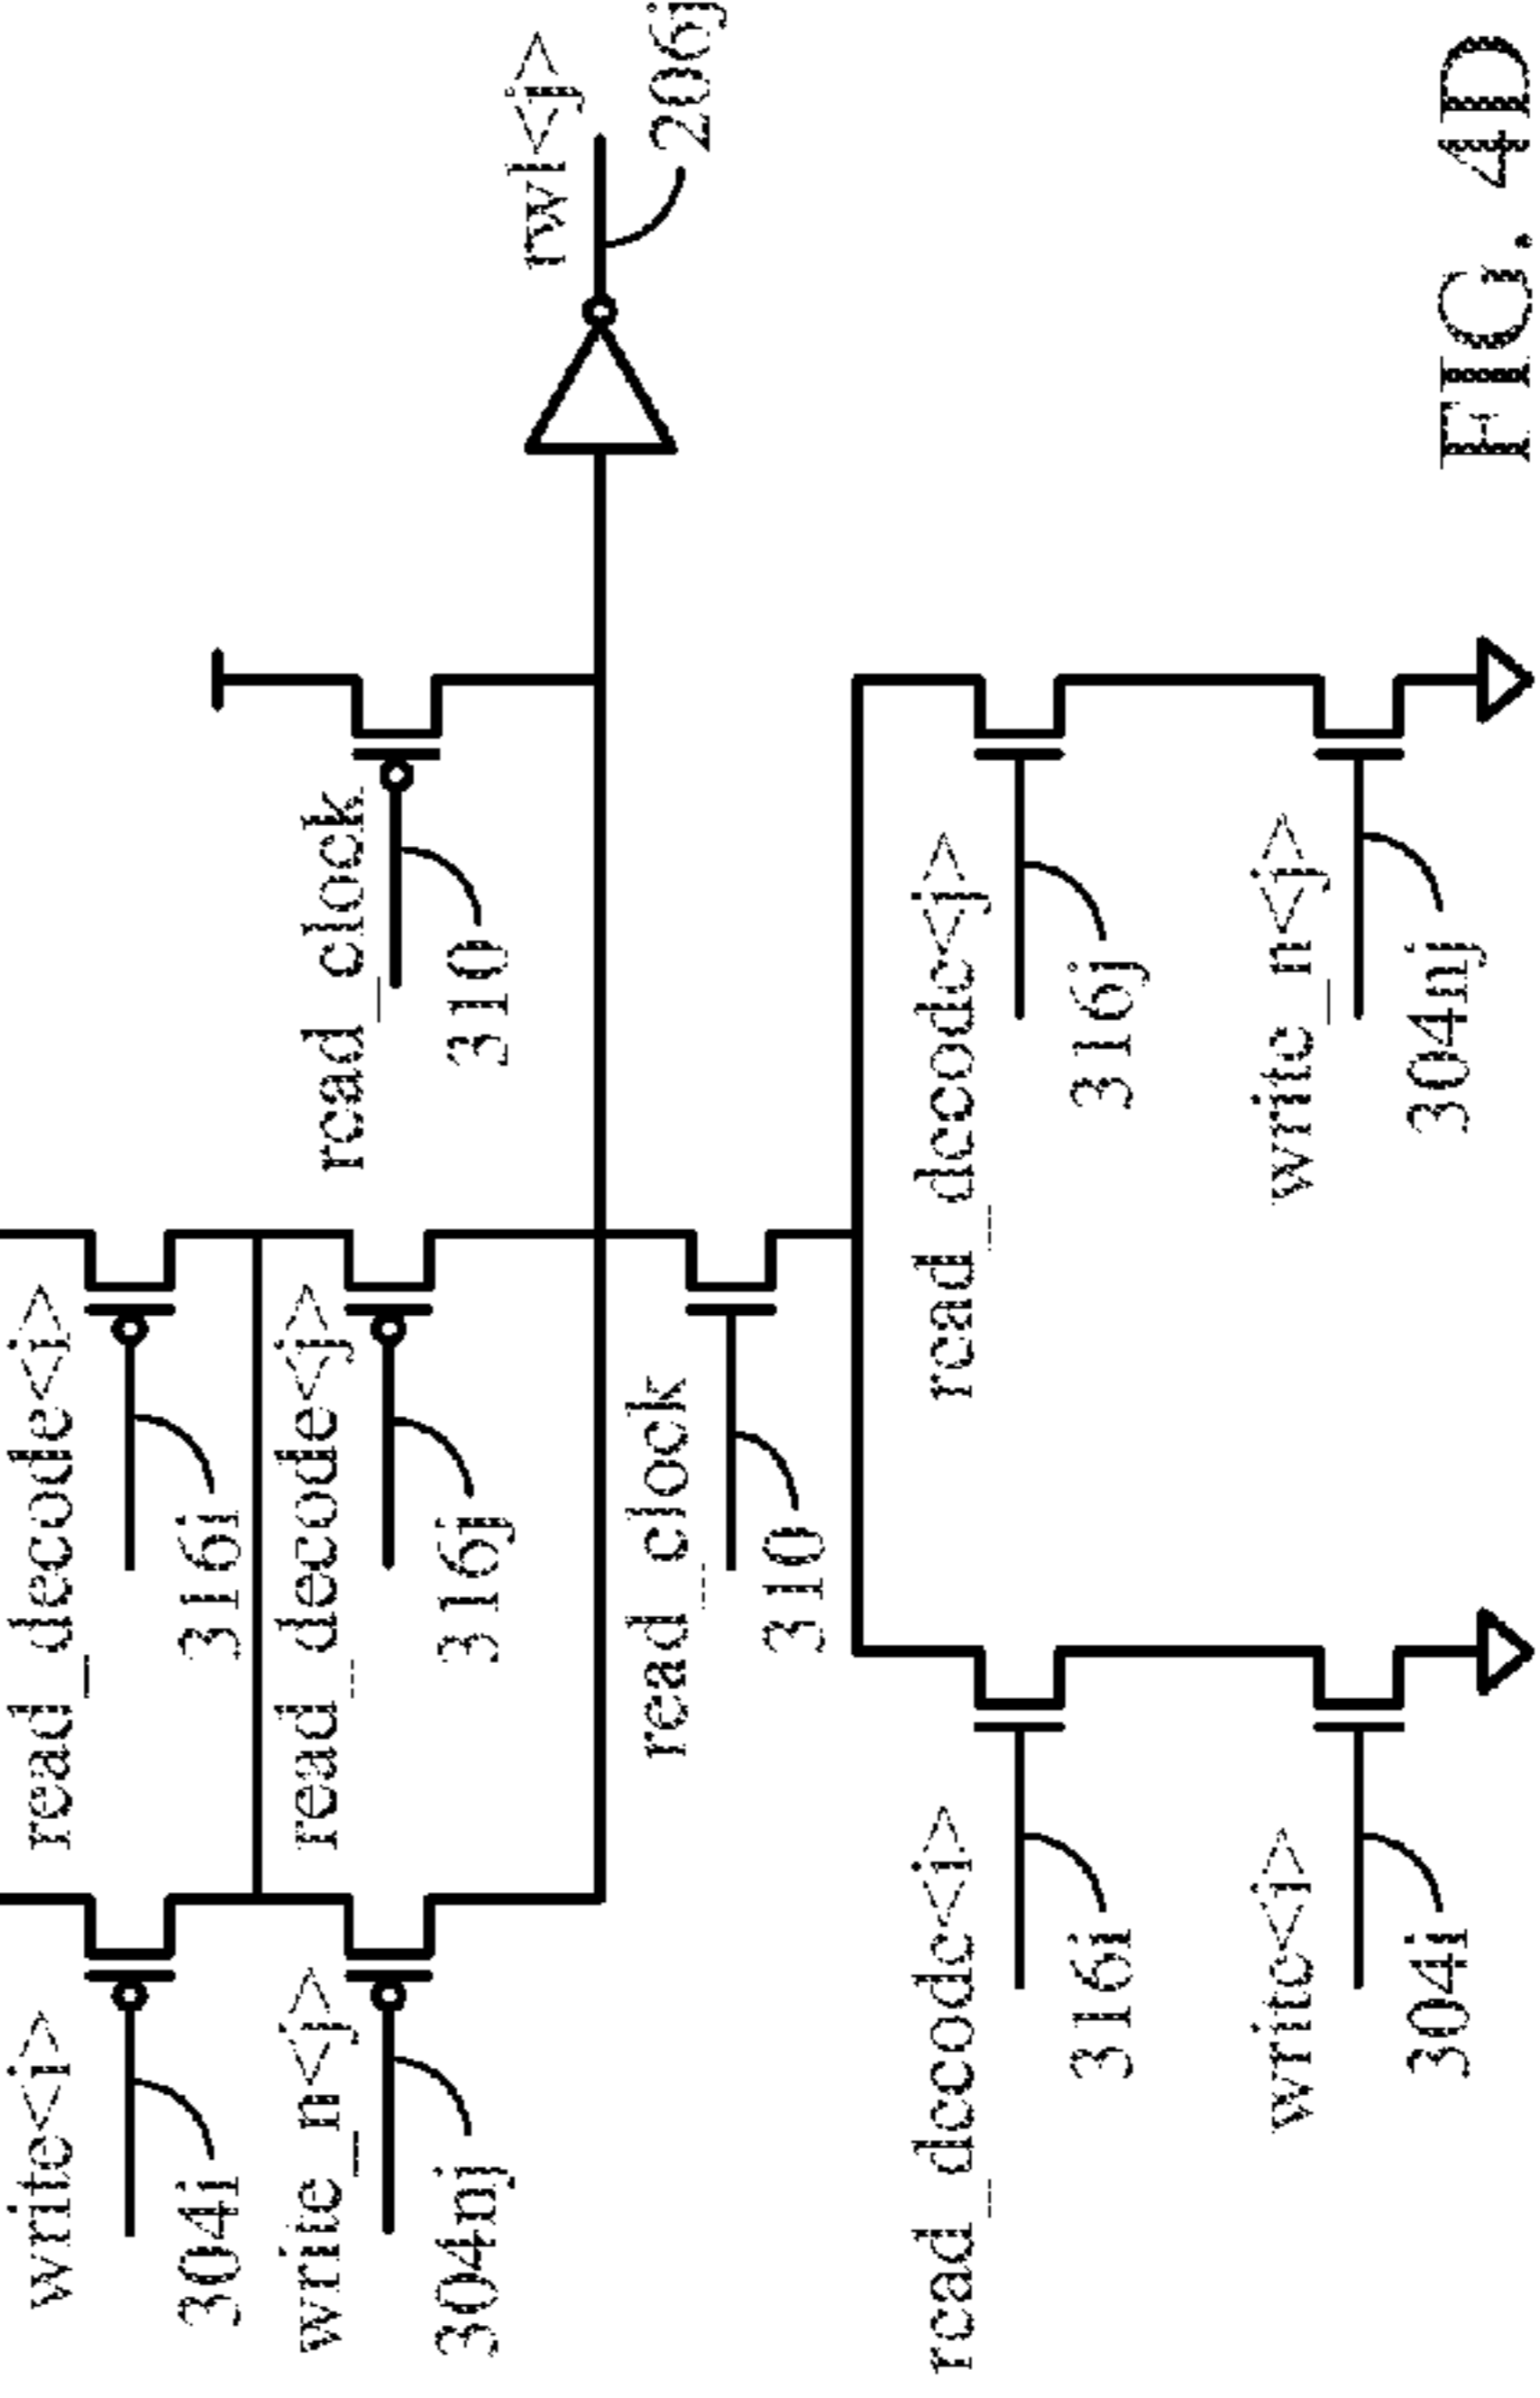 write<i>
304i
read_decode<i>
316i
write_n<j>
304nj
read_decode<j>
316j
read_clock
310
rwl<j>
206j
read_clock
310
read_decode<i>
316i
read_decode<j>
316j
write<i>
304i
write_n<j>
304nj
FIG. 4D